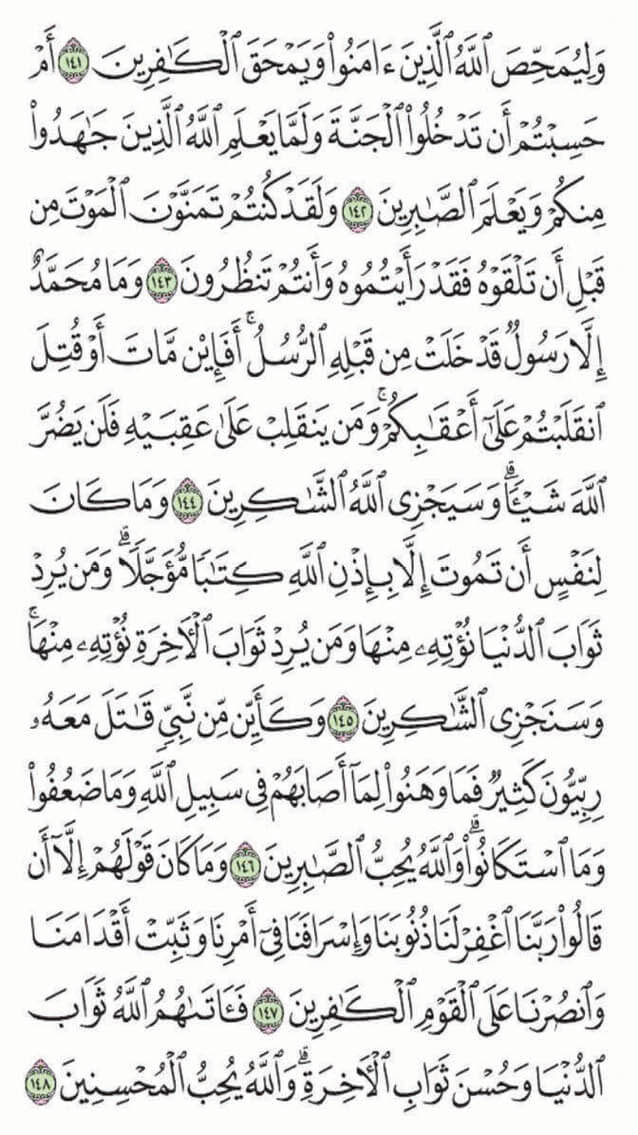 وَلِيُمَحِّصَ ٱللَّهُ ٱلَّذِينَ ءَامَنُوا۟ وَيَمْحَقَ ٱلْكَـٰفِرِينَ ١٤١ أَمْ
حَسِبْتُمْ أَن تَدْخُلُوا۟ ٱلْجَنَّةَ وَلَمَّا يَعْلَمِ ٱللَّهُ ٱلَّذِينَ جَـٰهَدُوا۟
مِنكُمْ وَيَعْلَمَ ٱلصَّـٰبِرِينَ ١٤٢ وَلَقَدْ كُنتُمْ تَمَنَّوْنَ ٱلْمَوْتَ مِن
قَبْلِ أَن تَلْقَوْهُ فَقَدْ رَأَيْتُمُوهُ وَأَنتُمْ تَنظُرُونَ ١٤٣ وَمَا مُحَمَّدٌ
إِلَّا رَسُولٌ قَدْ خَلَتْ مِن قَبْلِهِ ٱلرُّسُلُ ۚ أَفَإِي۟ن مَّاتَ أَوْ قُتِلَ
ٱنقَلَبْتُمْ عَلَىٰٓ أَعْقَـٰبِكُمْ ۚ وَمَن يَنقَلِبْ عَلَىٰ عَقِبَيْهِ فَلَن يَضُرَّ
ٱللَّهَ شَيْـًٔا ۗ وَسَيَجْزِى ٱللَّهُ ٱلشَّـٰكِرِينَ ١٤٤ وَمَا كَانَ
لِنَفْسٍ أَن تَمُوتَ إِلَّا بِإِذْنِ ٱللَّهِ كِتَـٰبًا مُّؤَجَّلًا ۗ وَمَن يُرِدْ
ثَوَابَ ٱلدُّنْيَا نُؤْتِهِۦ مِنْهَا وَمَن يُرِدْ ثَوَابَ ٱلْـَٔاخِرَةِ نُؤْتِهِۦ مِنْهَا ۚ
وَسَنَجْزِى ٱلشَّـٰكِرِينَ ١٤٥ وَكَأَيِّن مِّن نَّبِىٍّ قَـٰتَلَ مَعَهُۥ
رِبِّيُّونَ كَثِيرٌ فَمَا وَهَنُوا۟ لِمَآ أَصَابَهُمْ فِى سَبِيلِ ٱللَّهِ وَمَا ضَعُفُوا۟
وَمَا ٱسْتَكَانُوا۟ ۗ وَٱللَّهُ يُحِبُّ ٱلصَّـٰبِرِينَ ١٤٦ وَمَا كَانَ قَوْلَهُمْ إِلَّآ أَن
قَالُوا۟ رَبَّنَا ٱغْفِرْ لَنَا ذُنُوبَنَا وَإِسْرَافَنَا فِىٓ أَمْرِنَا وَثَبِّتْ أَقْدَامَنَا
وَٱنصُرْنَا عَلَى ٱلْقَوْمِ ٱلْكَـٰفِرِينَ ١٤٧ فَـَٔاتَىٰهُمُ ٱللَّهُ ثَوَابَ
ٱلدُّنْيَا وَحُسْنَ ثَوَابِ ٱلْـَٔاخِرَةِ ۗ وَٱللَّهُ يُحِبُّ ٱلْمُحْسِنِينَ ١٤٨